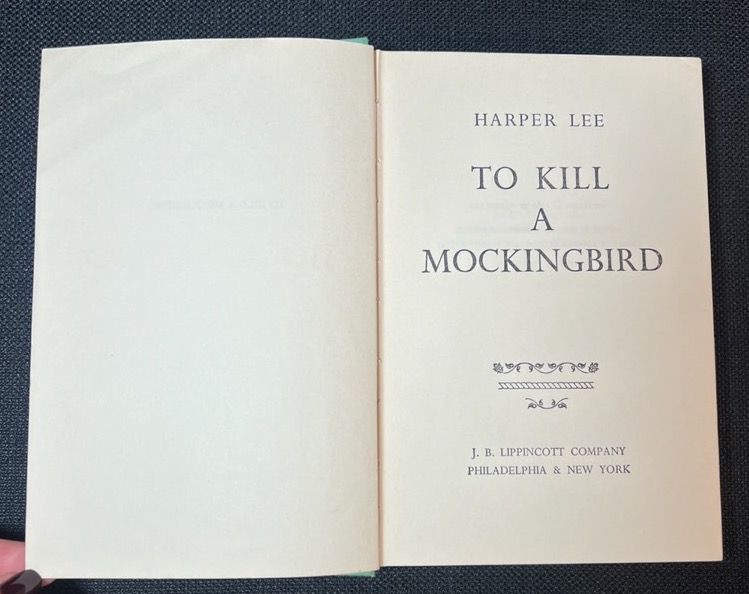 HARPER LEE
TO KILL
A
MOCKINGBIRD
J. B. LIPPINCOTT COMPANY
PHILADELPHIA & NEW YORK